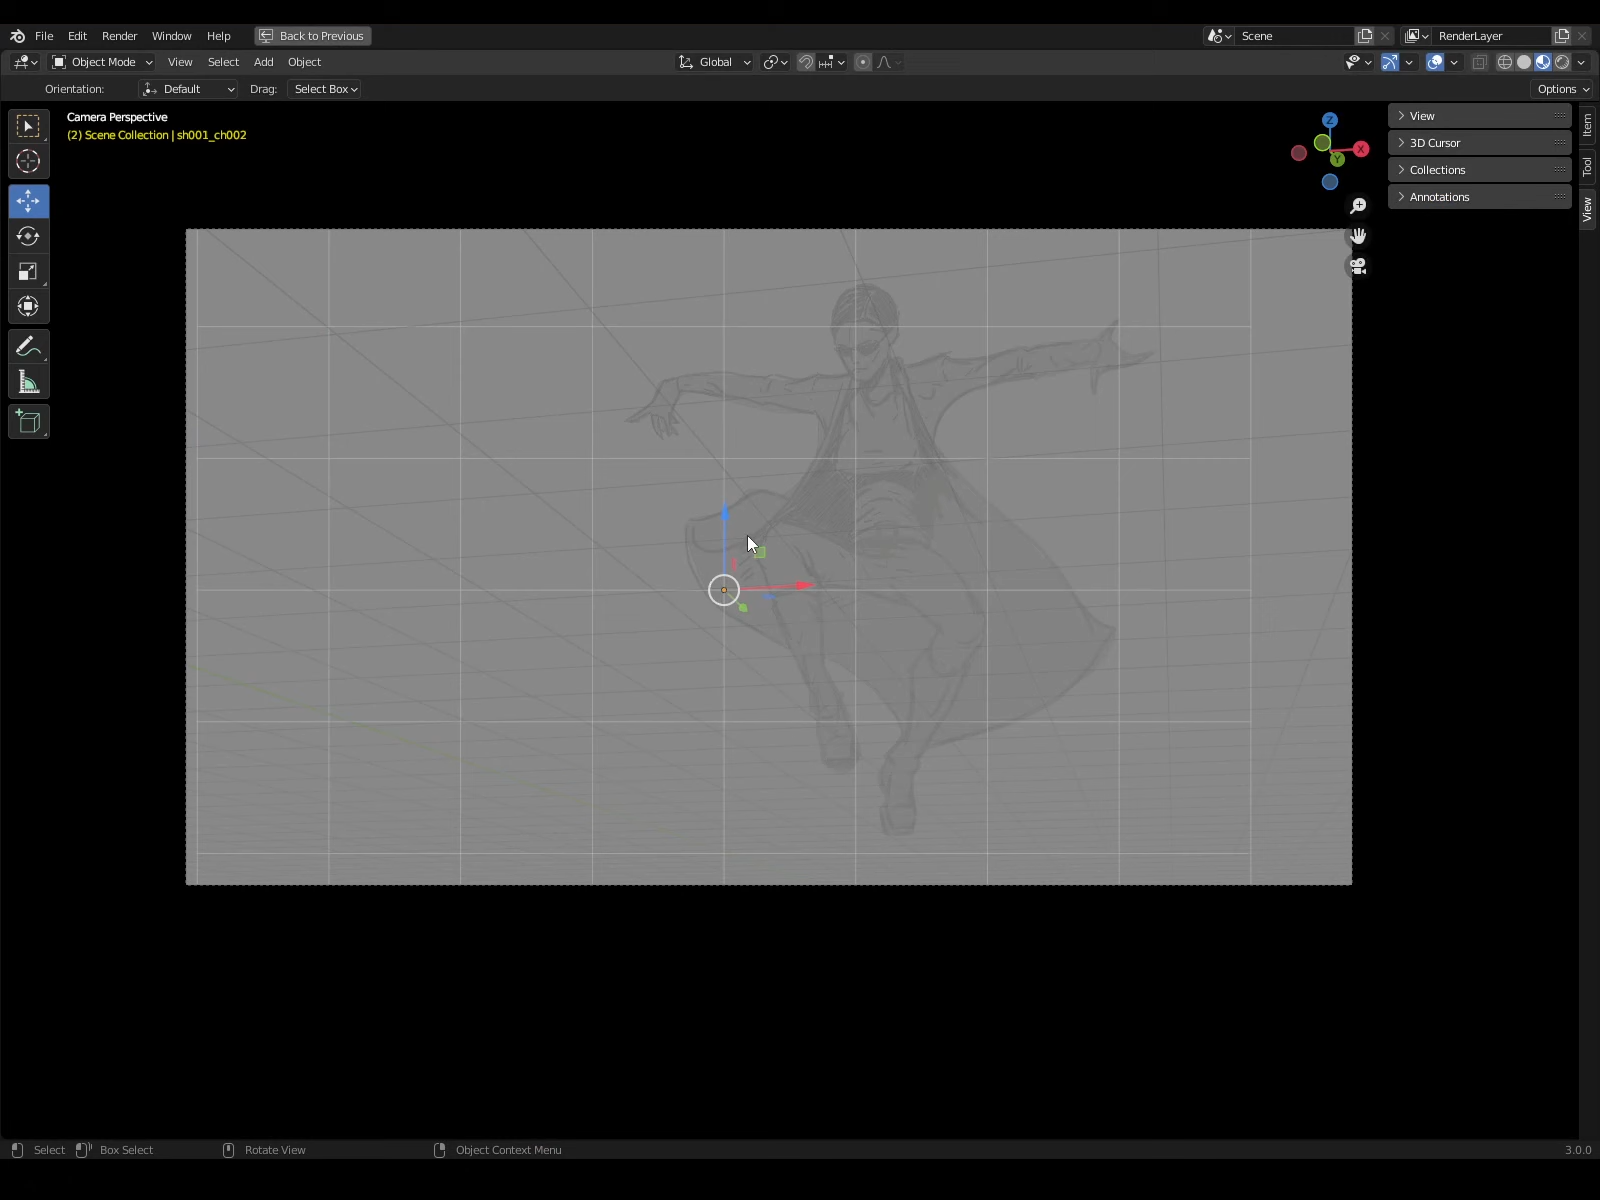 File Edit Render Window Help Back to Previous Scene RenderLayer
Object Mode View Select Add Object Global
Orientation: Default Drag: Select Box Options
Camera Perspective
(2) Scene Collection | sh001_ch002
Z
X
Y
View
3D Cursor
Collections
Annotations
Item
Tool
View
Select Box Select Rotate View Object Context Menu 3.0.0